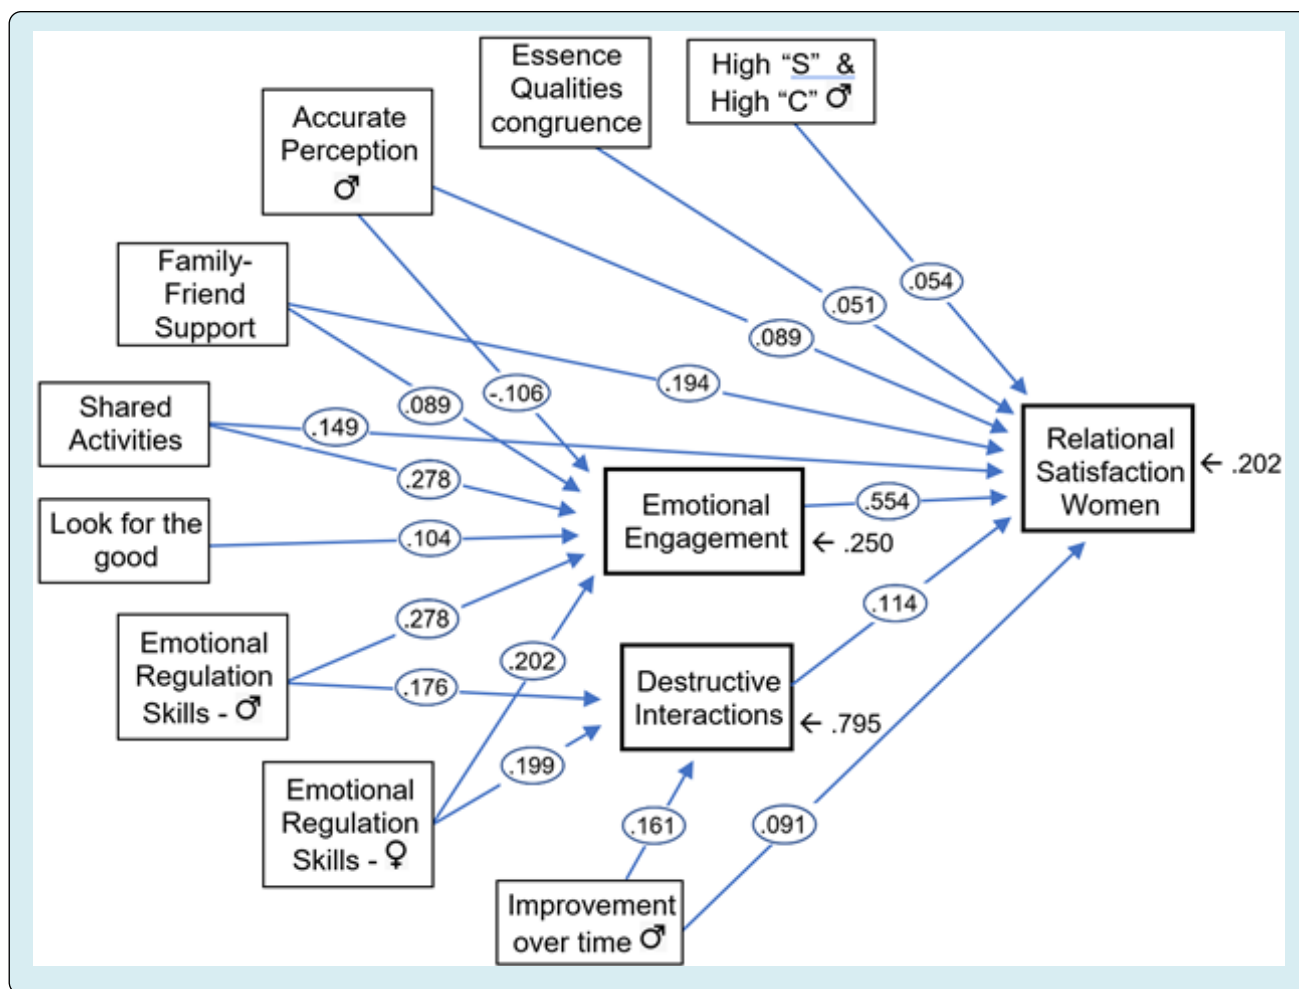 Essence
Qualities
congruence
High “S” &
High “C” ♂
Accurate
Perception
♂
Family-
Friend
Support
Shared
Activities
Look for the
good
Emotional
Regulation
Skills - ♂
Emotional
Regulation
Skills - ♀
Improvement
over time ♂
Emotional
Engagement
← .250
Destructive
Interactions
← .795
Relational
Satisfaction
Women
← .202
.054
.051
.089
.194
-.106
.089
.149
.278
.104
.554
.278
.202
.176
.114
.199
.161
.091